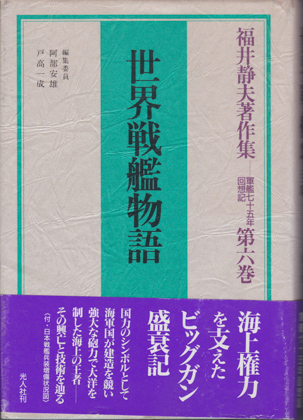 福井静夫著作集
軍艦七十五年
回想記
第六巻
世界戦艦物語
編集委員
阿部安雄
戸高一成
海上権力
を支えた
ビッグガン
盛衰記
国力のシンボルとして
海軍国が建造を競い
強大な砲力で大洋を
制した海上の王者――
その興亡と技術を辿る
(付・日本戦艦兵装増備状況図)
光人社刊